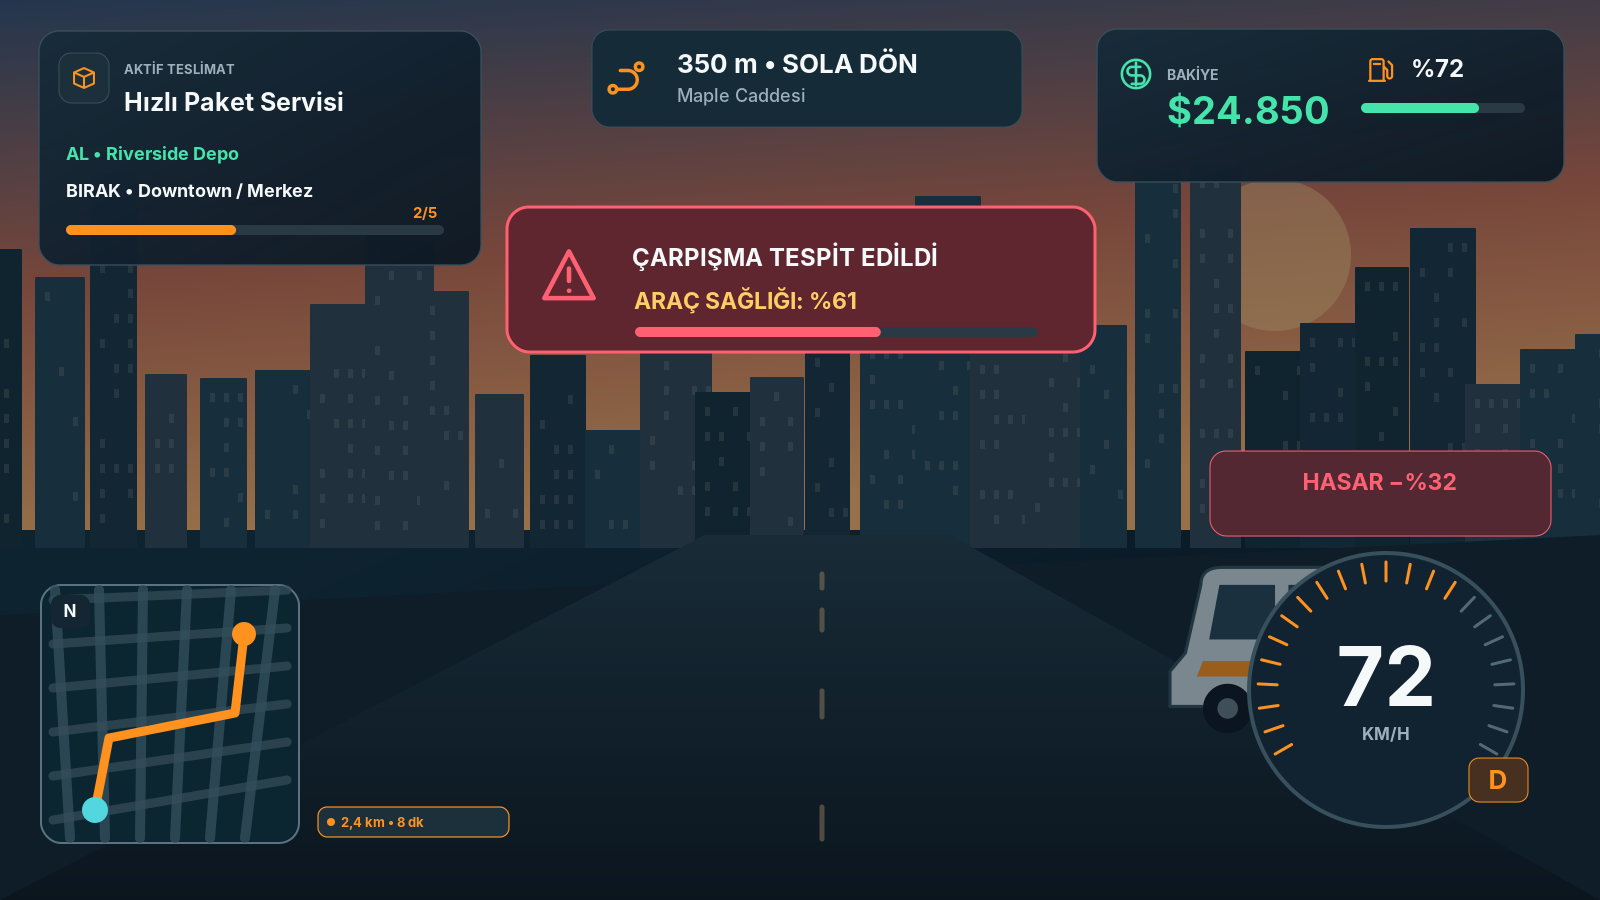 AKTİF TESLİMAT
Hızlı Paket Servisi
AL • Riverside Depo
BIRAK • Downtown / Merkez
2/5
350 m • SOLA DÖN
Maple Caddesi
BAKİYE
$24.850
%72
ÇARPIŞMA TESPİT EDİLDİ
ARAÇ SAĞLIĞI: %61
HASAR –%32
N
2,4 km • 8 dk
72
KM/H
D